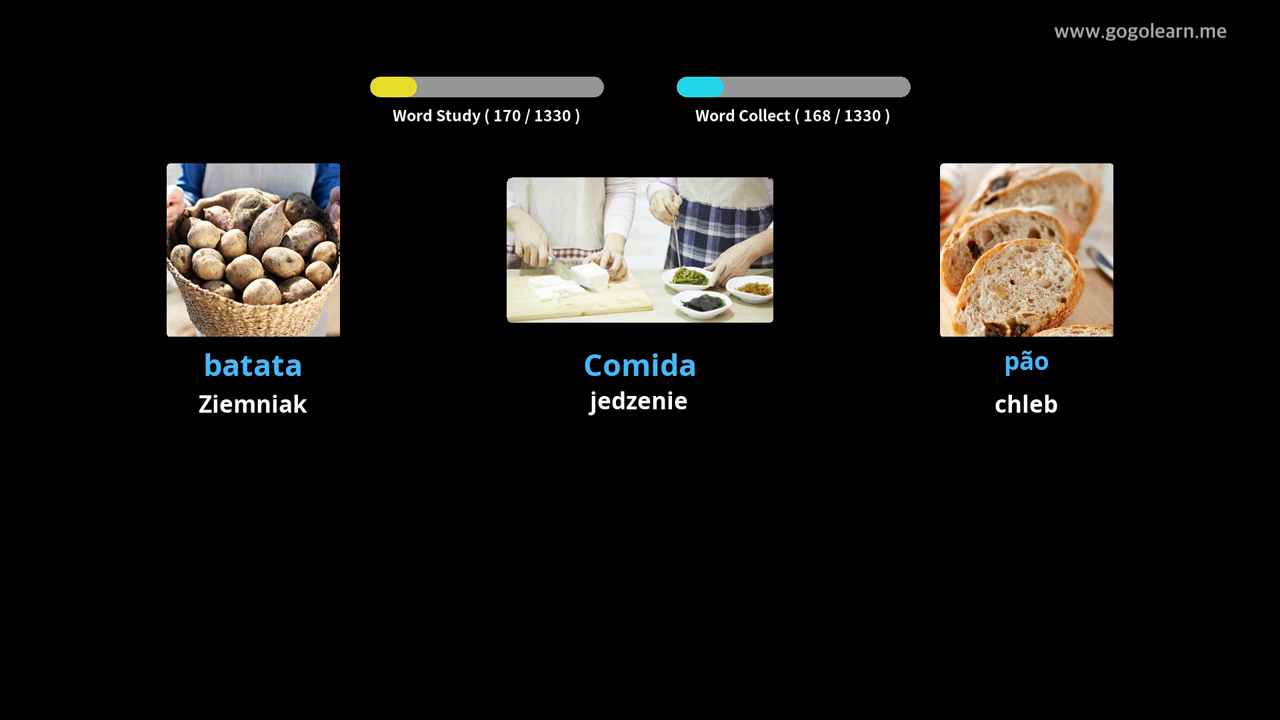 www.gogolearn.me
Word Study ( 170 / 1330 )
Word Collect ( 168 / 1330 )
batata
Ziemniak
Comida
jedzenie
pão
chleb